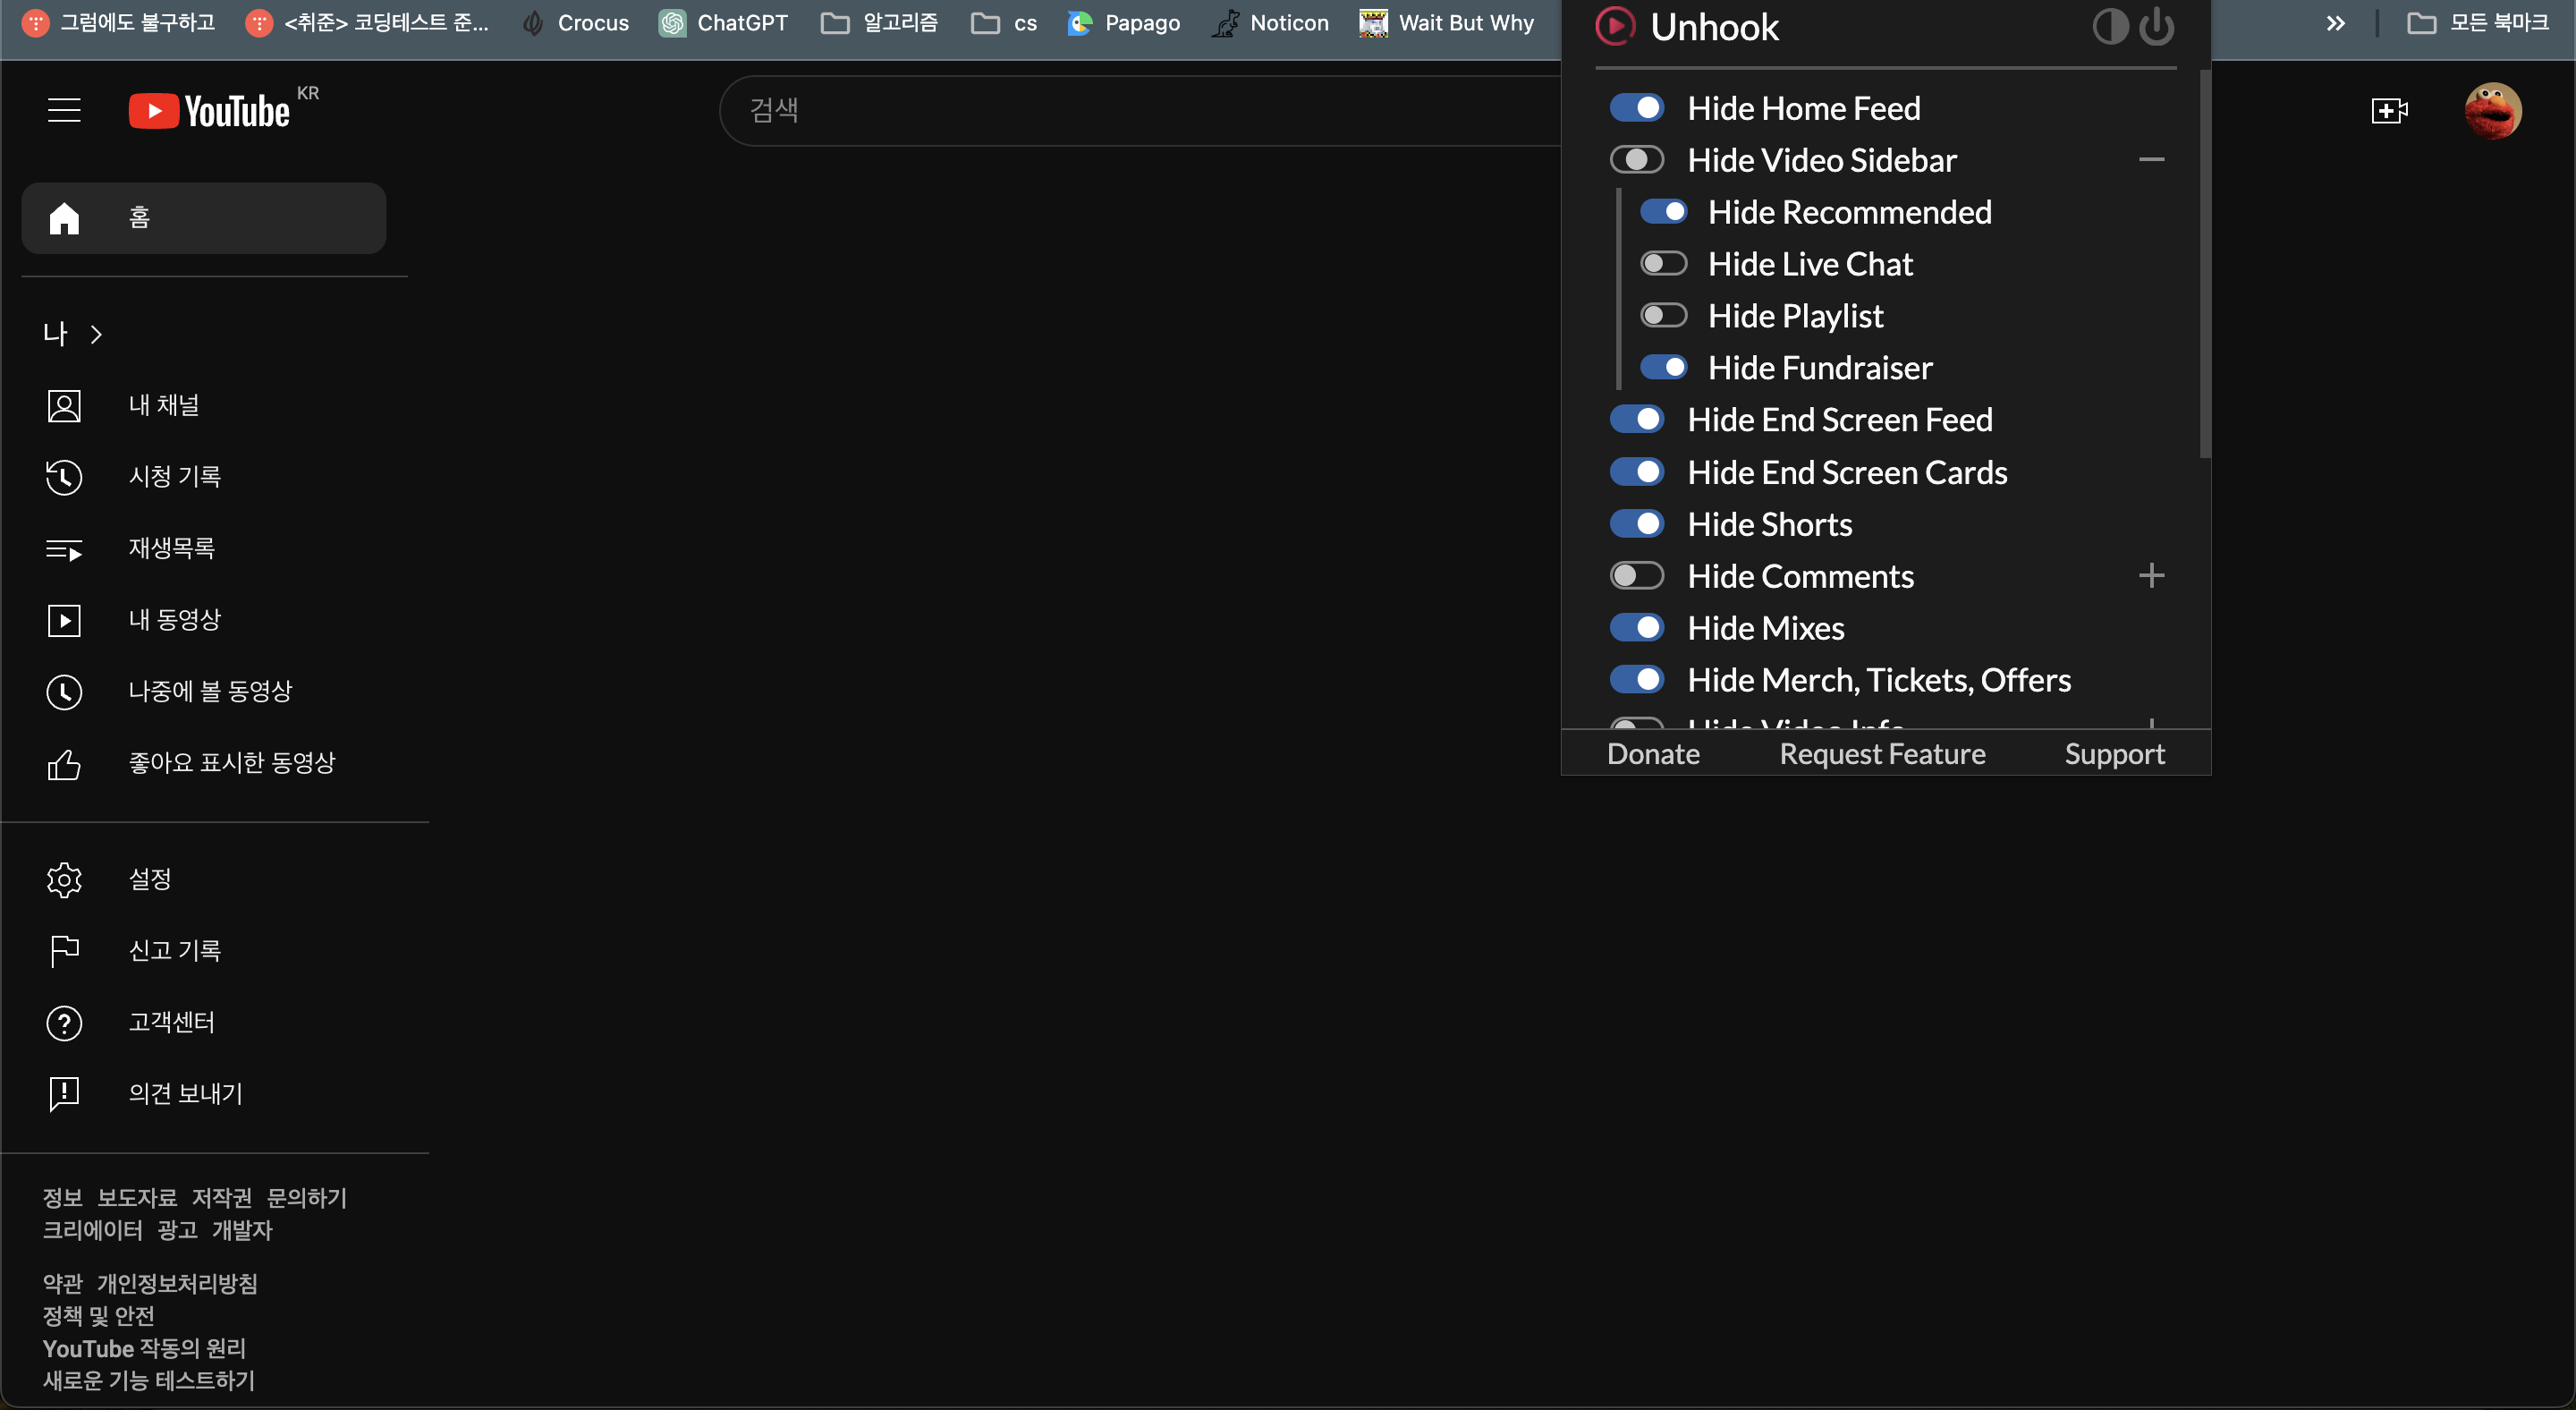 그럼에도 불구하고
<취준> 코딩테스트 준...
Crocus
ChatGPT
알고리즘
cs
Papago
Noticon
Wait But Why
모든 북마크
YouTube KR
검색
홈
나
내 채널
시청 기록
재생목록
내 동영상
나중에 볼 동영상
좋아요 표시한 동영상
설정
신고 기록
고객센터
의견 보내기
정보 보도자료 저작권 문의하기
크리에이터 광고 개발자
약관 개인정보처리방침
정책 및 안전
YouTube 작동의 원리
새로운 기능 테스트하기
Unhook
Hide Home Feed
Hide Video Sidebar
Hide Recommended
Hide Live Chat
Hide Playlist
Hide Fundraiser
Hide End Screen Feed
Hide End Screen Cards
Hide Shorts
Hide Comments
Hide Mixes
Hide Merch, Tickets, Offers
Hide Video Info
Donate Request Feature Support